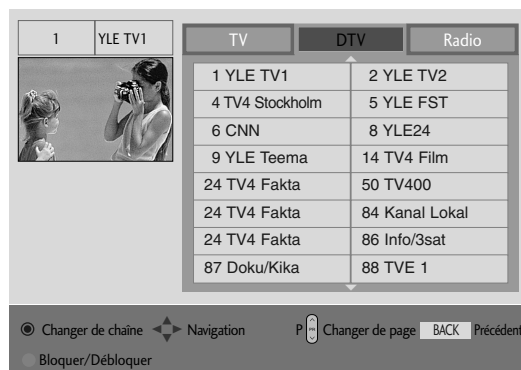 1 YLE TV1
TV DTV Radio
1 YLE TV1 2 YLE TV2
4 TV4 Stockholm 5 YLE FST
6 CNN 8 YLE24
9 YLE Teema 14 TV4 Film
24 TV4 Fakta 50 TV400
24 TV4 Fakta 84 Kanal Lokal
24 TV4 Fakta 86 Info/3sat
87 Doku/Kika 88 TVE 1
Changer de chaîne Navigation P PR Changer de page BACK Précédent
Bloquer/Débloquer